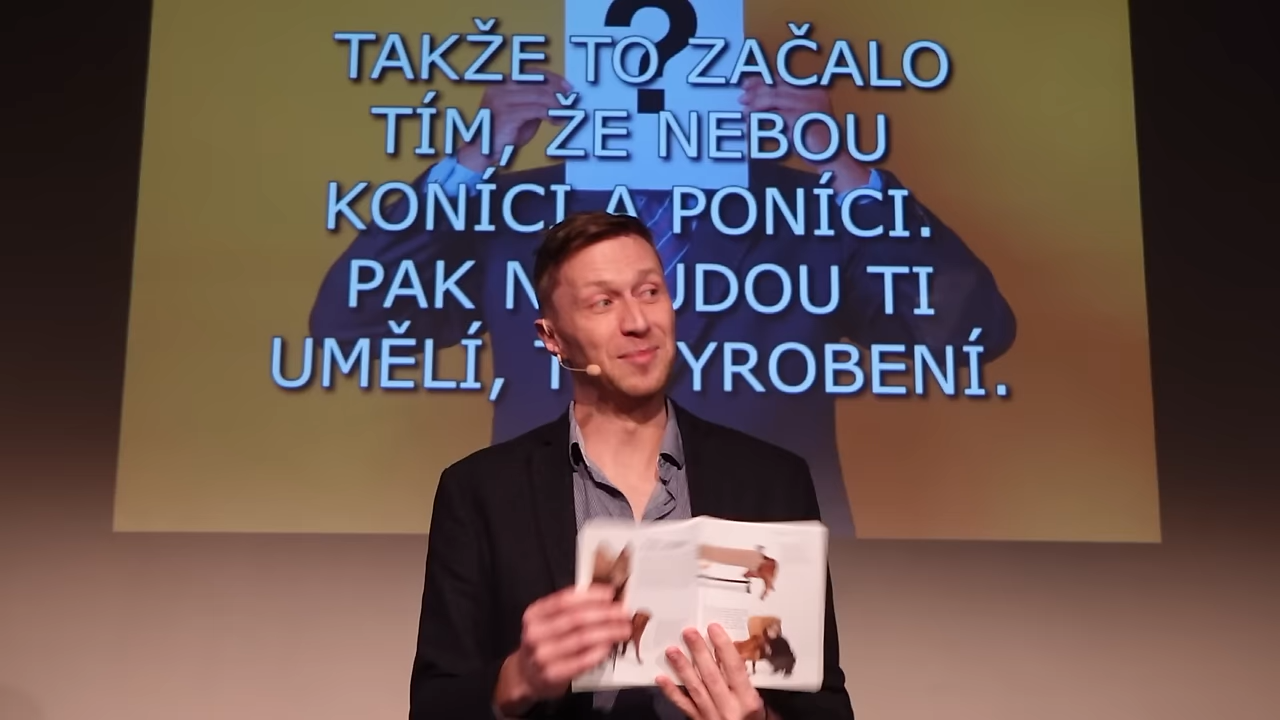 ?
TAKŽE TO ZAČALO
TÍM, ŽE NEBOU
KONÍCI A PONÍCI.
PAK TI
UMĚLÍ,